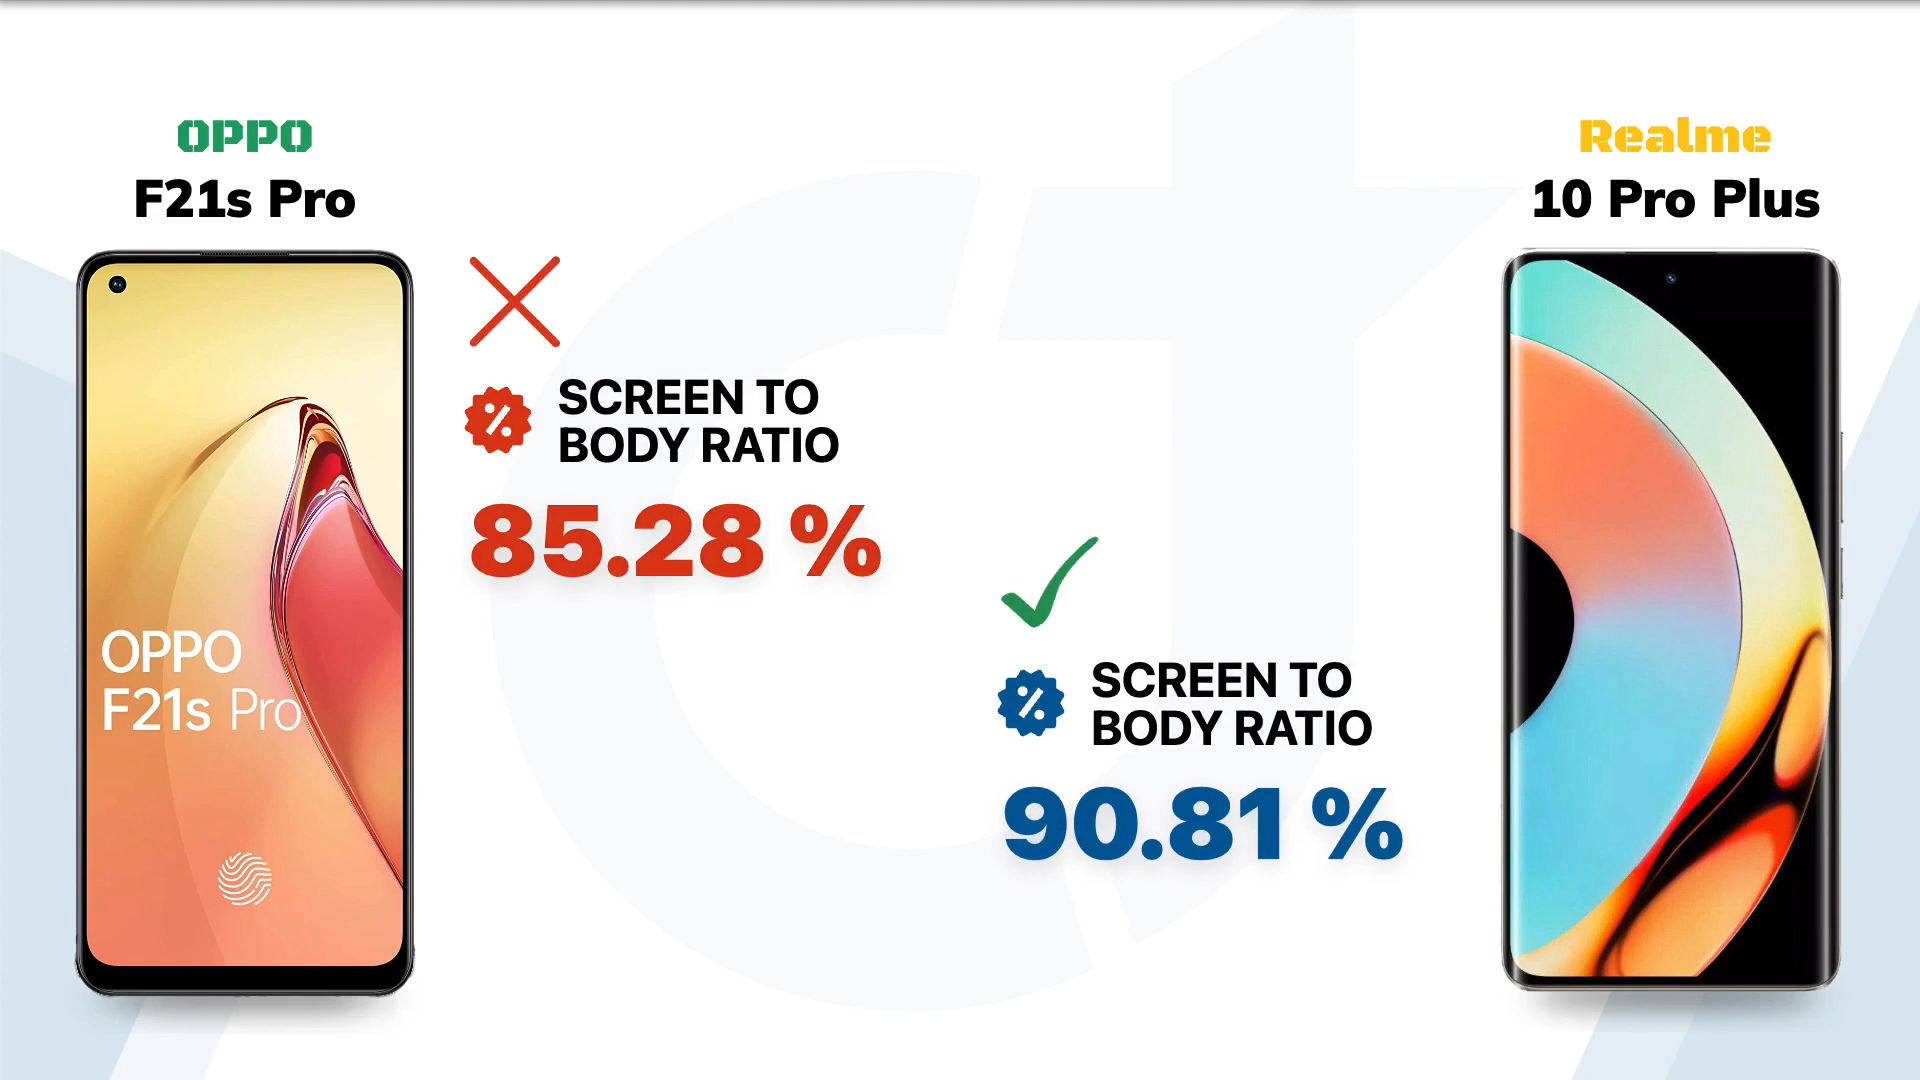 OPPO
F21s Pro
SCREEN TO
BODY RATIO
85.28 %
OPPO
F21s Pro
Realme
10 Pro Plus
SCREEN TO
BODY RATIO
90.81 %